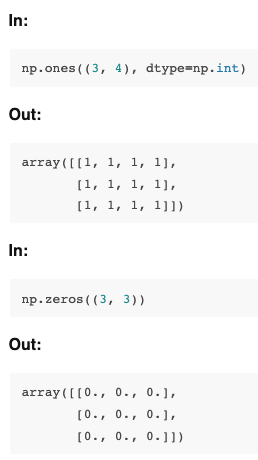 In:
np.ones((3, 4), dtype=np.int)
Out:
array([[1, 1, 1, 1],
       [1, 1, 1, 1],
       [1, 1, 1, 1]])
In:
np.zeros((3, 3))
Out:
array([[0., 0., 0.],
       [0., 0., 0.],
       [0., 0., 0.]])